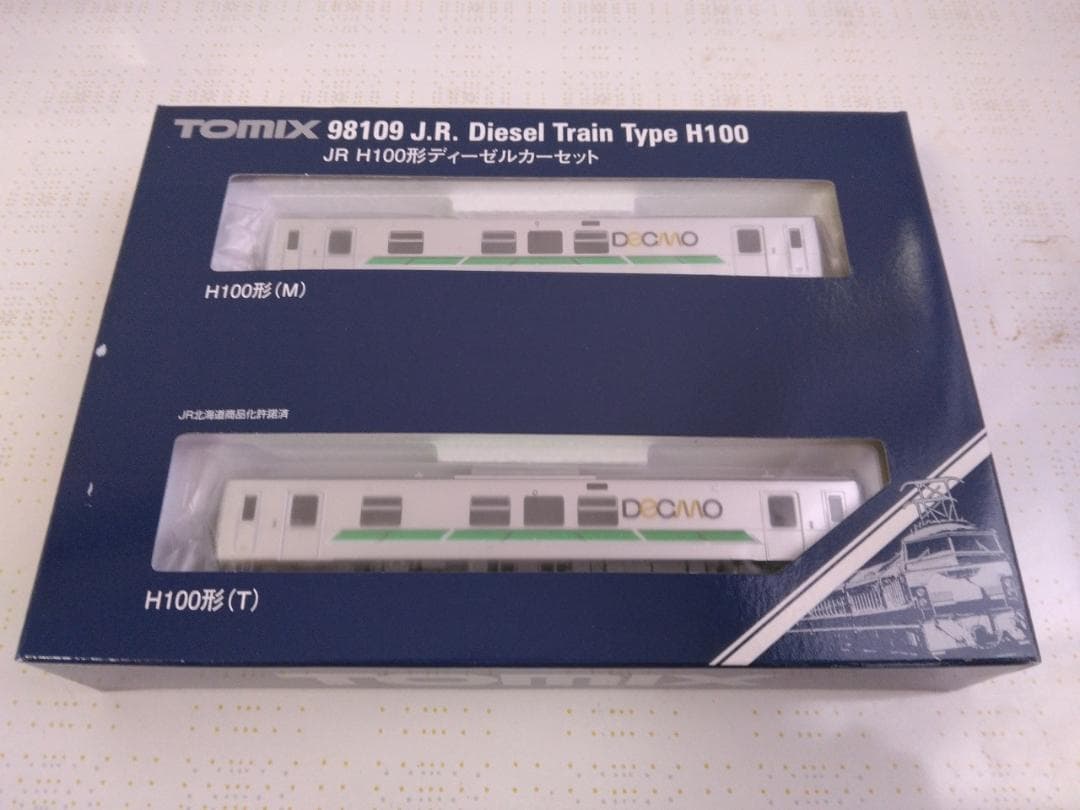 TOMIX 98109 J.R. Diesel Train Type H100
JR H100形ディーゼルカーセット
DECMO
H100形(M)
JR北海道商品化許諾済
DECMO
H100形(T)
TOMIX